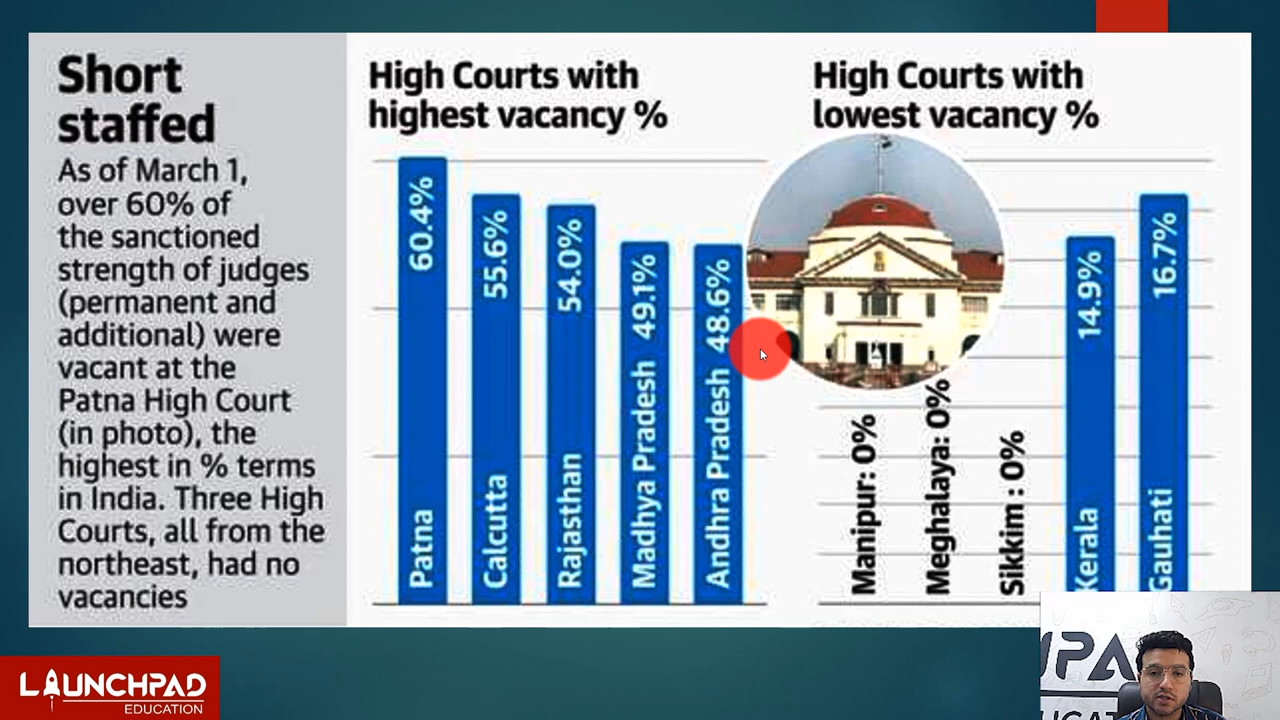 Short
staffed
As of March 1,
over 60% of
the sanctioned
strength of judges
(permanent and
additional) were
vacant at the
Patna High Court
(in photo), the
highest in % terms
in India. Three High
Courts, all from the
northeast, had no
vacancies
High Courts with
highest vacancy %
Patna 60.4%
Calcutta 55.6%
Rajasthan 54.0%
Madhya Pradesh 49.1%
Andhra Pradesh 48.6%
High Courts with
lowest vacancy %
Manipur: 0%
Meghalaya: 0%
Sikkim : 0%
Kerala 14.9%
Gauhati 16.7%
LAUNCHPAD
EDUCATION